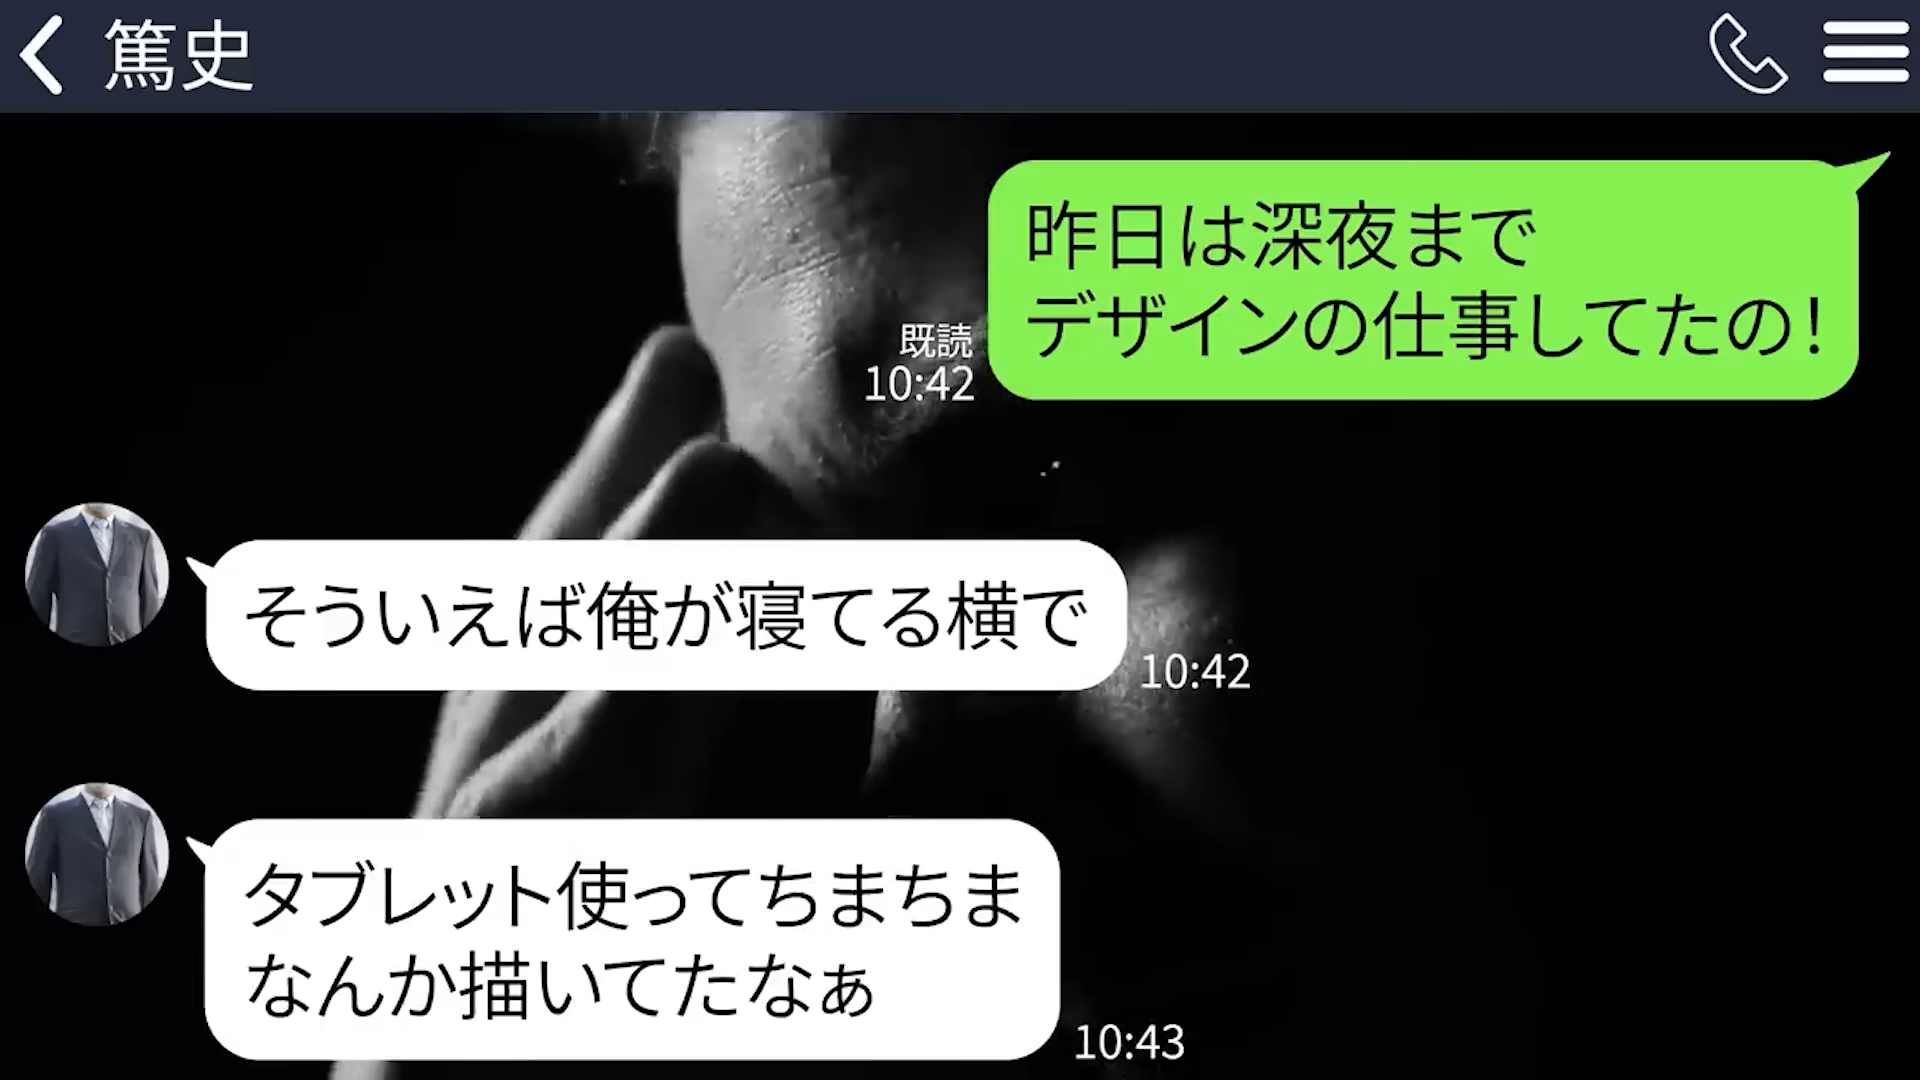 篤史
昨日は深夜まで
デザインの仕事してたの!
既読
10:42
そういえば俺が寝てる横で
10:42
タブレット使ってちまちま
なんか描いてたなぁ
10:43